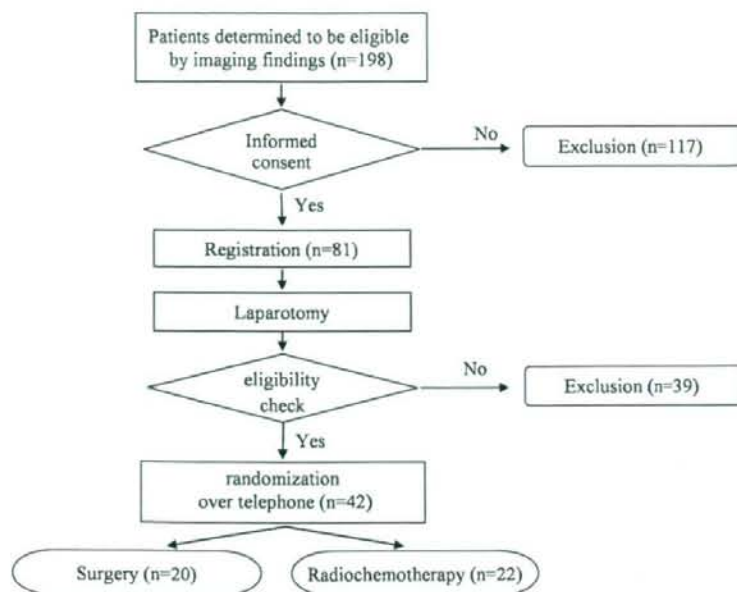 Patients determined to be eligible
by imaging findings (n=198)
Informed
consent
No
Exclusion (n=117)
Yes
Registration (n=81)
Laparotomy
eligibility
check
No
Exclusion (n=39)
Yes
randomization
over telephone (n=42)
Surgery (n=20)
Radiochemotherapy (n=22)